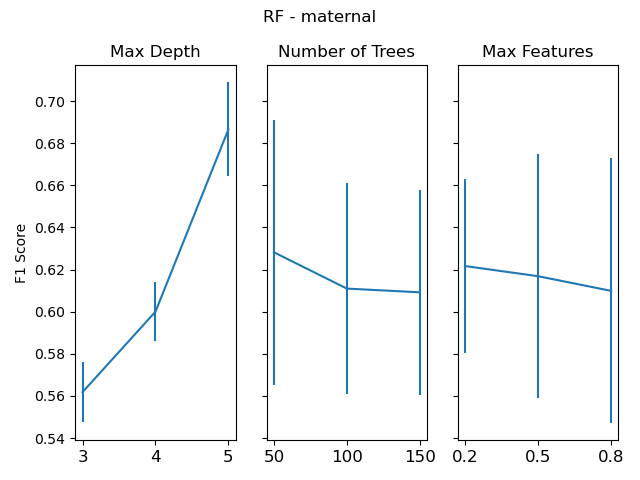 RF - maternal
Max Depth
Number of Trees
Max Features
F1 Score
0.70
0.68
0.66
0.64
0.62
0.60
0.58
0.56
0.54
3 4 5
50 100 150
0.2 0.5 0.8